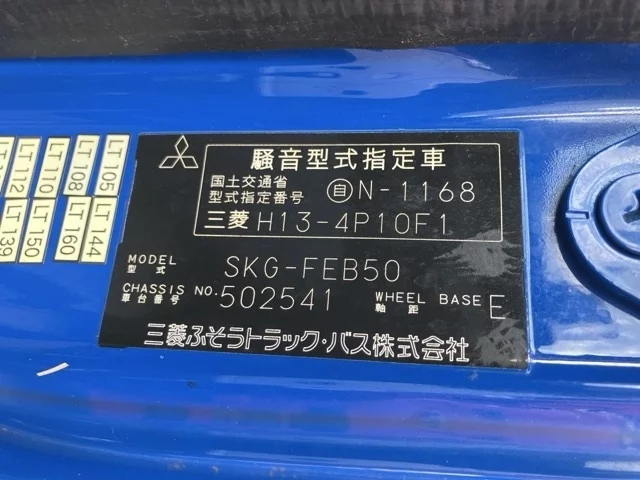 騒音型式指定車
国土交通省
型式指定番号 自 N-1168
三菱 H13-4P10F1
MODEL
型式 SKG-FEB50
CHASSIS NO.
車台番号 502541 WHEEL BASE
軸距 E
三菱ふそうトラック・バス株式会社
LT 105
LT 108
LT 110
LT 112
LT 144
LT 160
LT 150
139